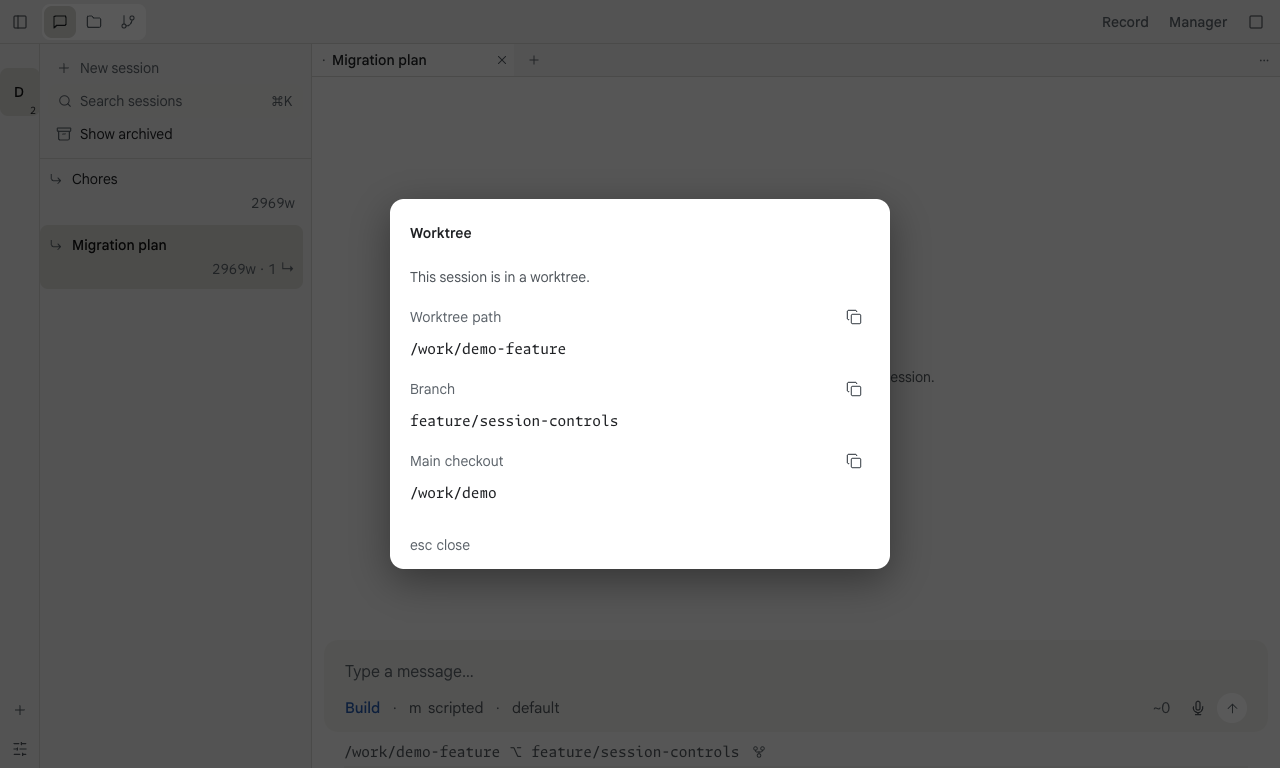 Record Manager
D
2
New session
Search sessions ⌘K
Show archived
Chores
2969w
Migration plan
2969w · 1
· Migration plan
Worktree
This session is in a worktree.
Worktree path
/work/demo-feature
Branch
feature/session-controls
Main checkout
/work/demo
esc close
ession.
Type a message...
Build · m scripted · default
~0
/work/demo-feature ⌥ feature/session-controls